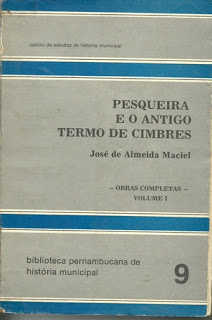 centro de estudos de história municipal
PESQUEIRA
E O ANTIGO
TERMO DE CIMBRES
José de Almeida Maciel
— OBRAS COMPLETAS —
VOLUME I
biblioteca pernambucana de
história municipal
9